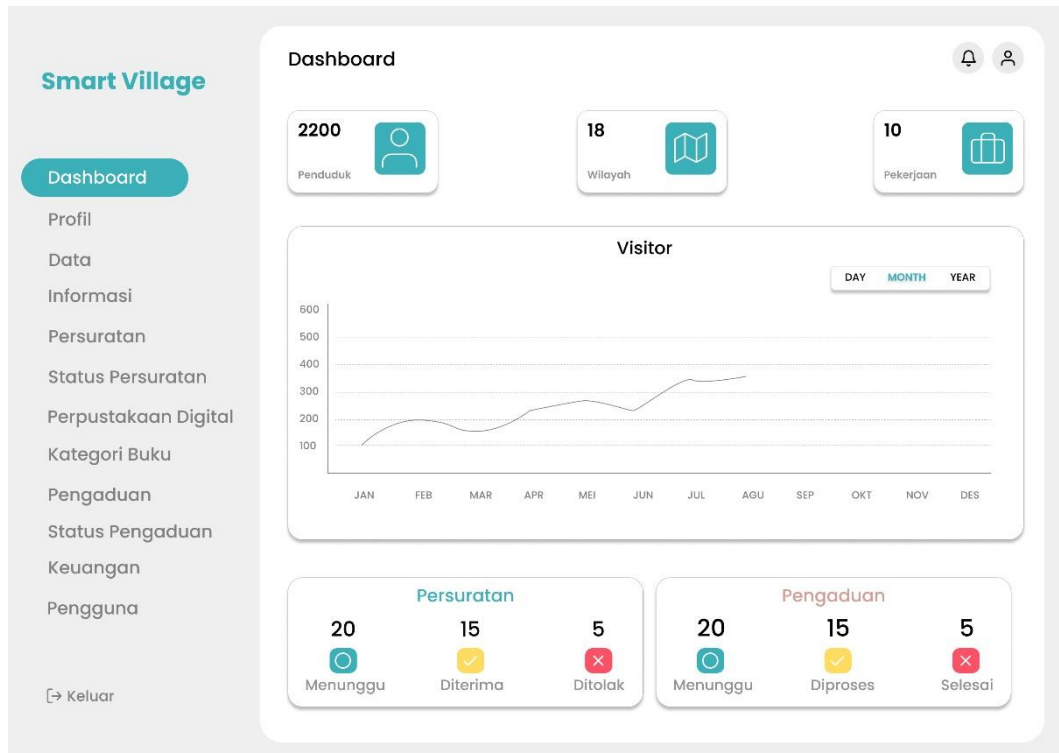 Smart Village
Dashboard
Profil
Data
Informasi
Persuratan
Status Persuratan
Perpustakaan Digital
Kategori Buku
Pengaduan
Status Pengaduan
Keuangan
Pengguna
Keluar
Dashboard
2200
Penduduk
18
Wilayah
10
Pekerjaan
Visitor
DAY MONTH YEAR
600
500
400
300
200
100
JAN FEB MAR APR MEI JUN JUL AGU SEP OKT NOV DES
Persuratan
20 15 5
Menunggu Diterima Ditolak
Pengaduan
20 15 5
Menunggu Diproses Selesai